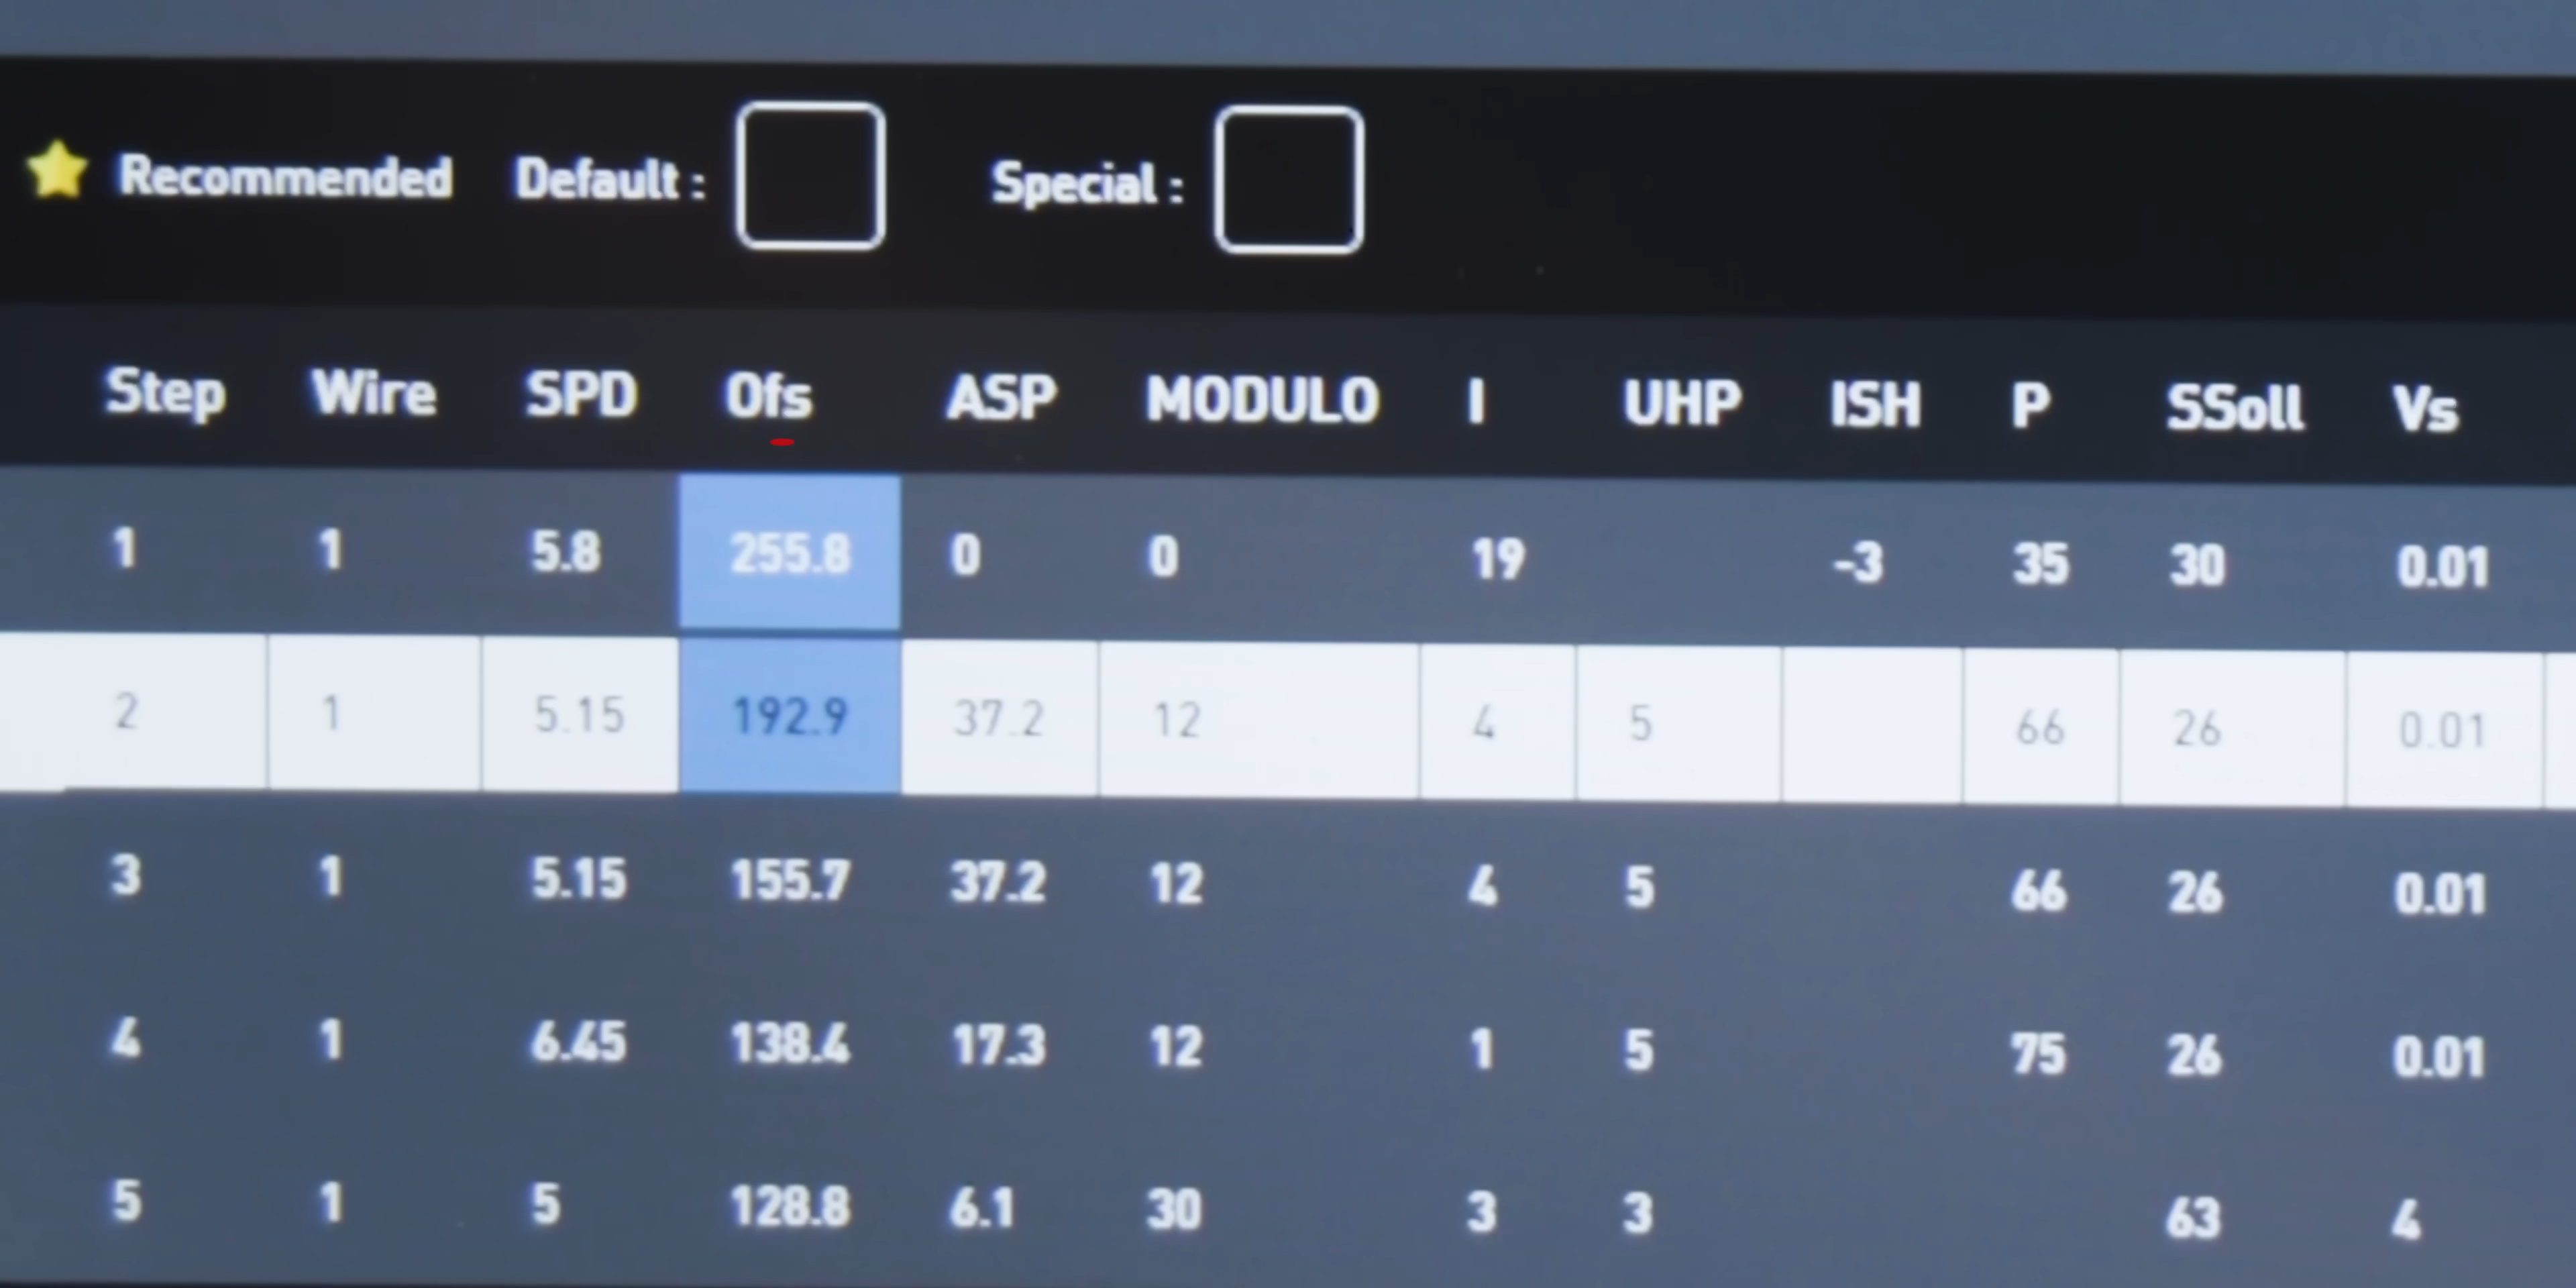 Recommended Default : Special :
Step Wire SPD Ofs ASP MODULO I UHP ISH P SSoll Vs
1 1 5.8 255.8 0 0 19 -3 35 30 0.01
2 1 5.15 192.9 37.2 12 4 5 66 26 0.01
3 1 5.15 155.7 37.2 12 4 5 66 26 0.01
4 1 6.45 138.4 17.3 12 1 5 75 26 0.01
5 1 5 128.8 6.1 30 3 3 63 4